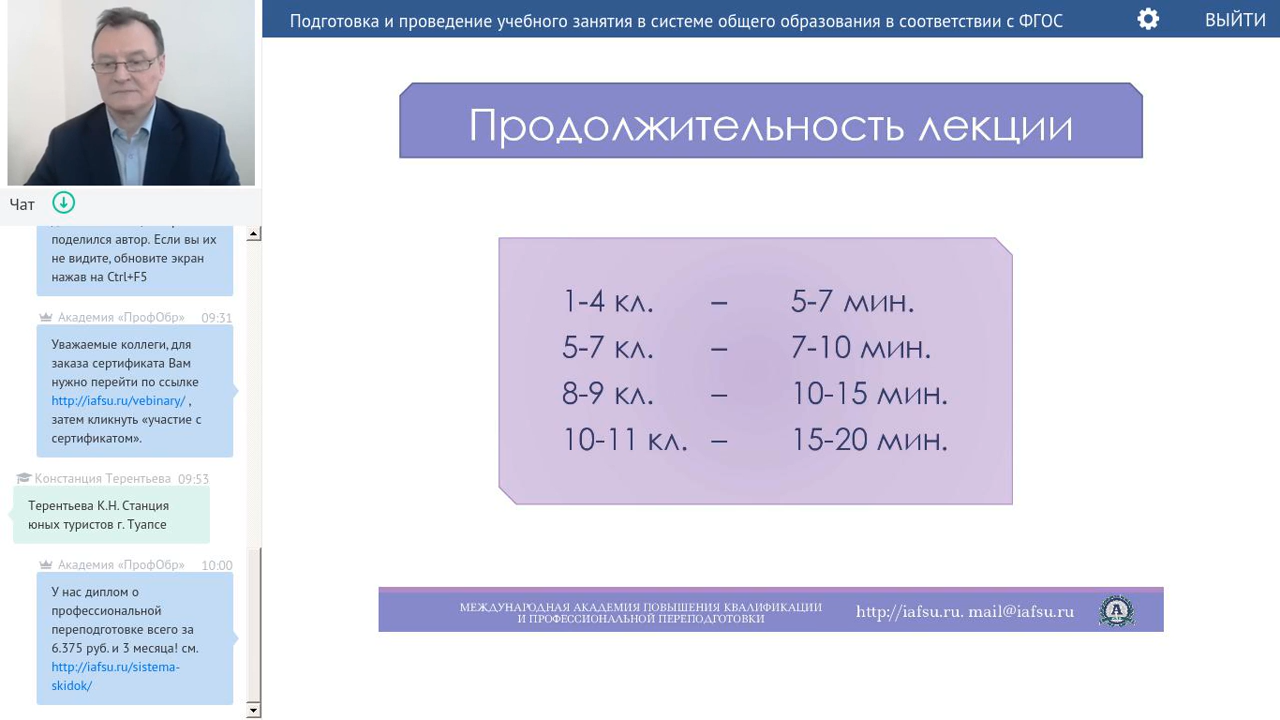 Подготовка и проведение учебного занятия в системе общего образования в соответствии с ФГОС
ВЫЙТИ
Чат
поделился автор. Если вы их
не видите, обновите экран
нажав на Ctrl+F5
Академия «ПрофОбр» 09:31
Уважаемые коллеги, для
заказа сертификата Вам
нужно перейти по ссылке
http://iafsu.ru/vebinary/ ,
затем кликнуть «участие с
сертификатом».
Констанция Терентьева 09:53
Терентьева К.Н. Станция
юных туристов г. Туапсе
Академия «ПрофОбр» 10:00
У нас диплом о
профессиональной
переподготовке всего за
6.375 руб. и 3 месяца! см.
http://iafsu.ru/sistema-
skidok/
Продолжительность лекции
1-4 кл. – 5-7 мин.
5-7 кл. – 7-10 мин.
8-9 кл. – 10-15 мин.
10-11 кл. – 15-20 мин.
МЕЖДУНАРОДНАЯ АКАДЕМИЯ ПОВЫШЕНИЯ КВАЛИФИКАЦИИ
И ПРОФЕССИОНАЛЬНОЙ ПЕРЕПОДГОТОВКИ
http://iafsu.ru. mail@iafsu.ru